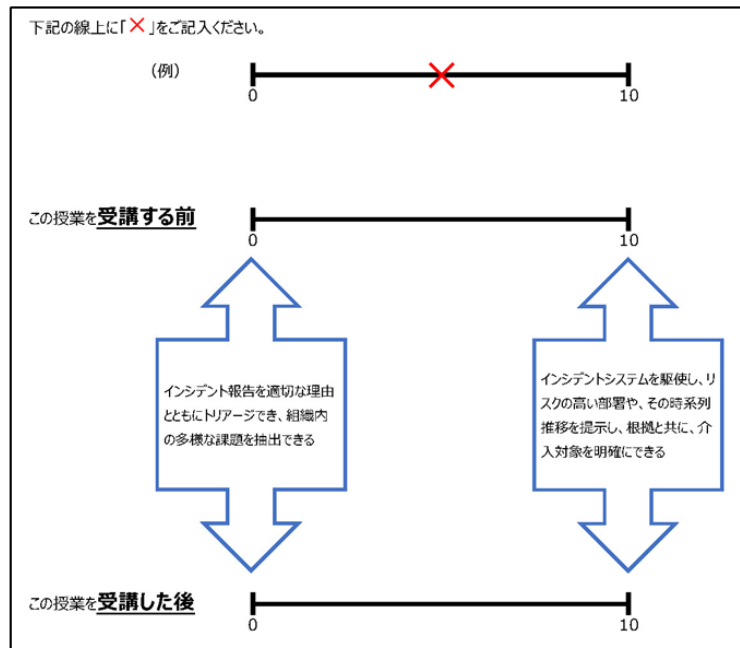 下記の線上に「×」をご記入ください。
（例）
0 10
この授業を受講する前
0 10
インシデント報告を適切な理由
とともにトリアージでき、組織内
の多様な課題を抽出できる
インシデントシステムを駆使し、リ
スクの高い部署や、その時系列
推移を提示し、根拠と共に、介
入対象を明確にできる
この授業を受講した後
0 10